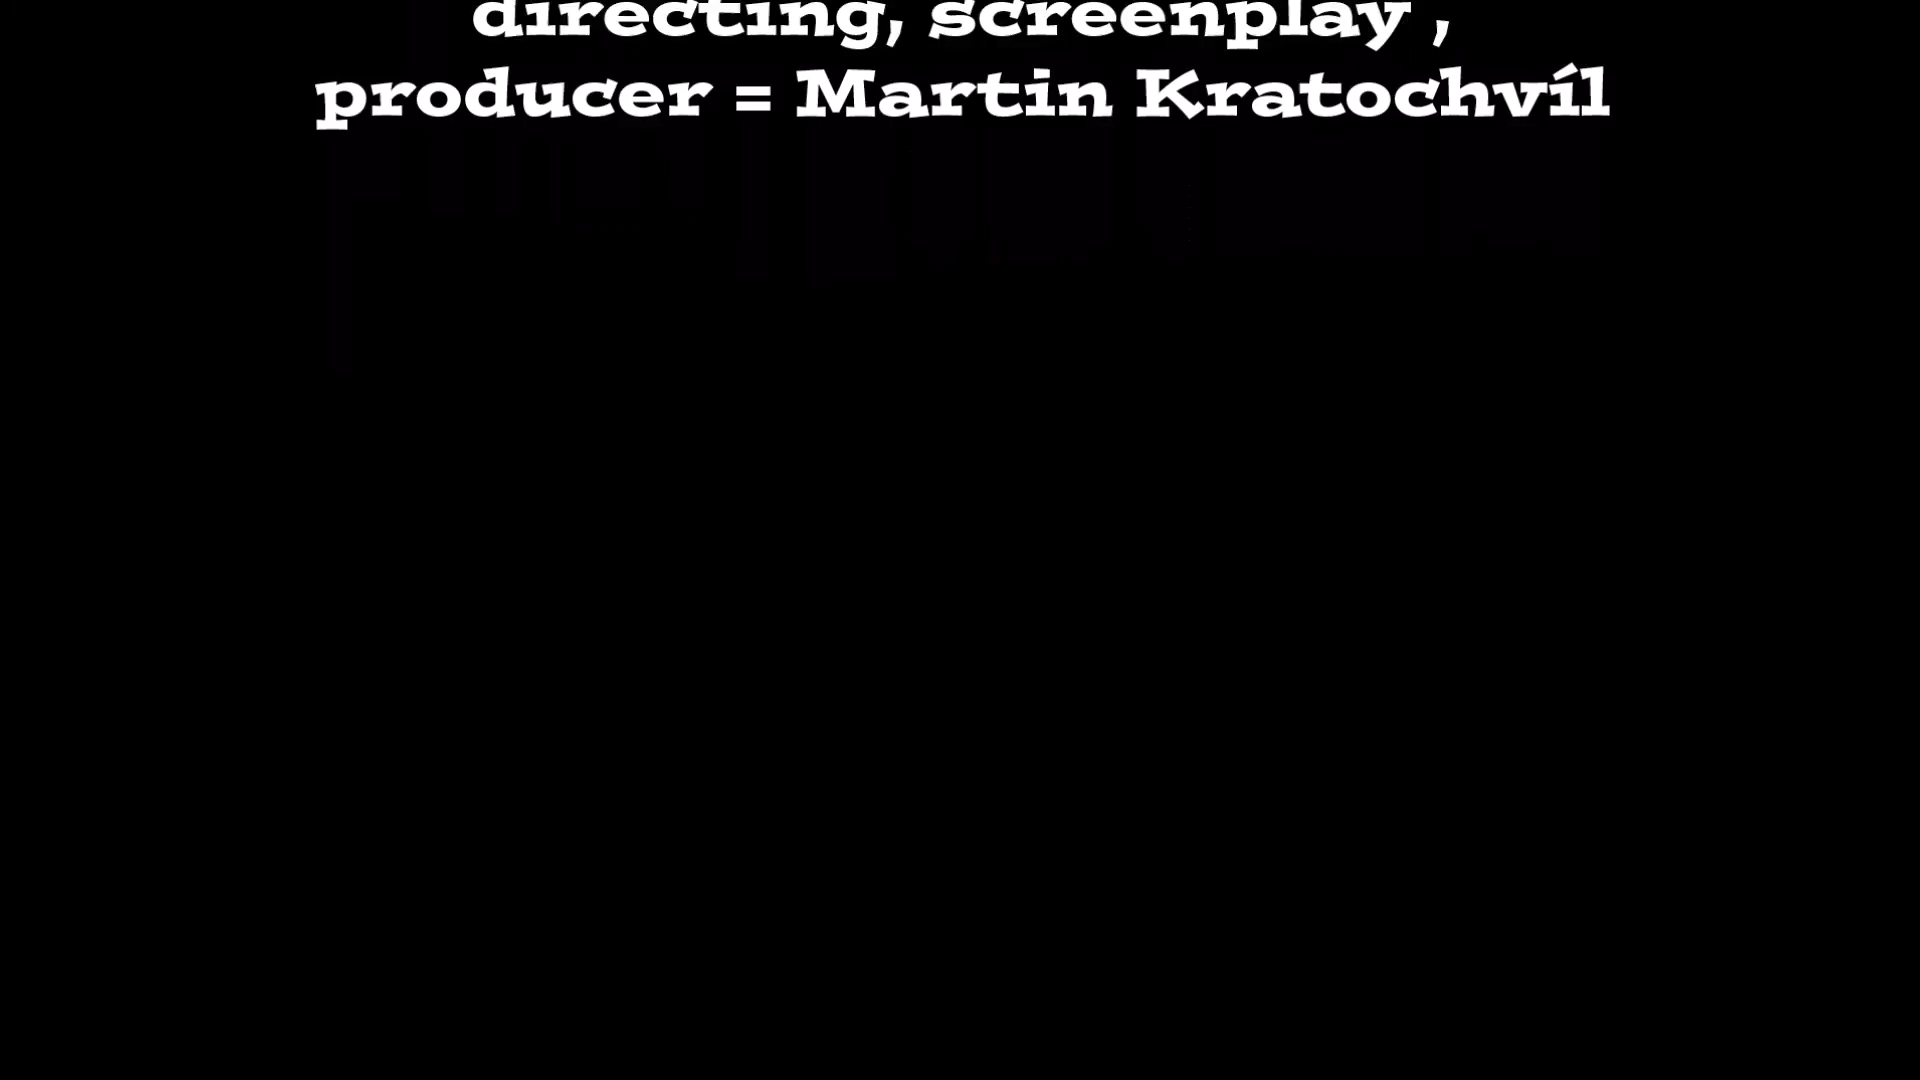 directing, screenplay ,
producer = Martin Kratochvíl